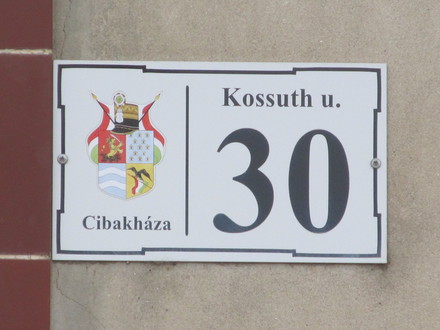 Kossuth u.
30
Cibakháza